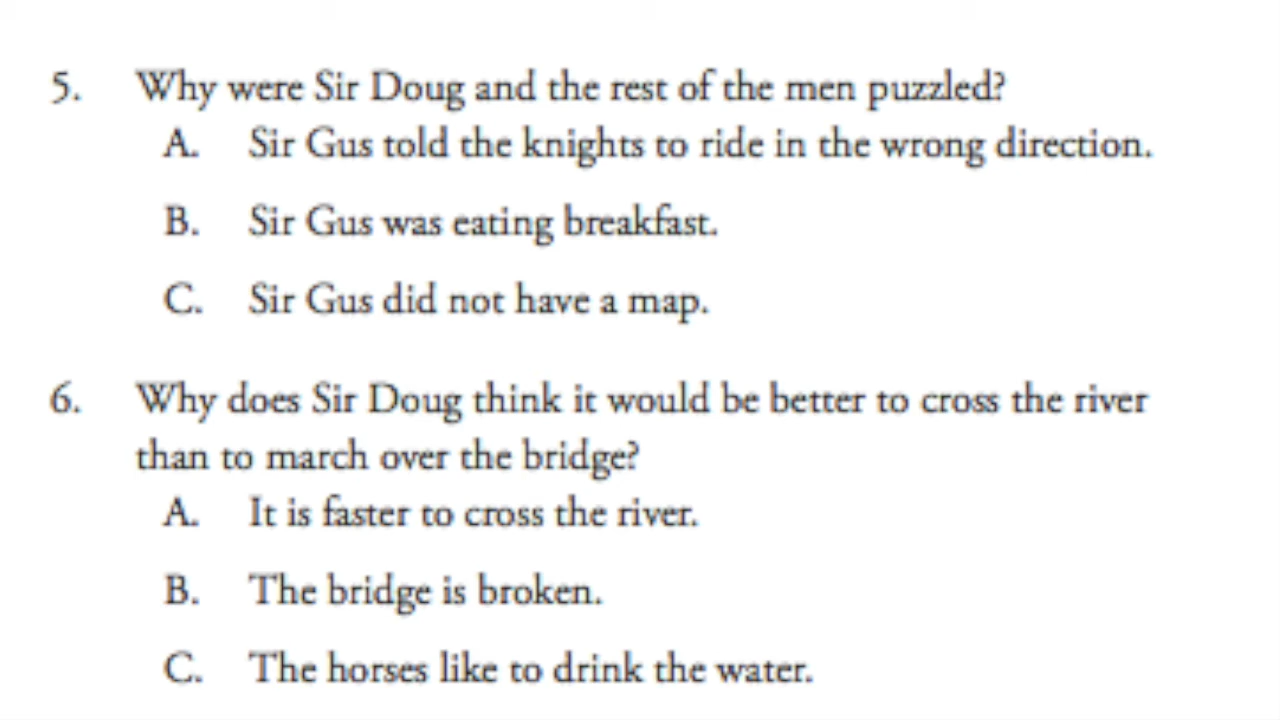 5. Why were Sir Doug and the rest of the men puzzled?
A. Sir Gus told the knights to ride in the wrong direction.
B. Sir Gus was eating breakfast.
C. Sir Gus did not have a map.
6. Why does Sir Doug think it would be better to cross the river
than to march over the bridge?
A. It is faster to cross the river.
B. The bridge is broken.
C. The horses like to drink the water.